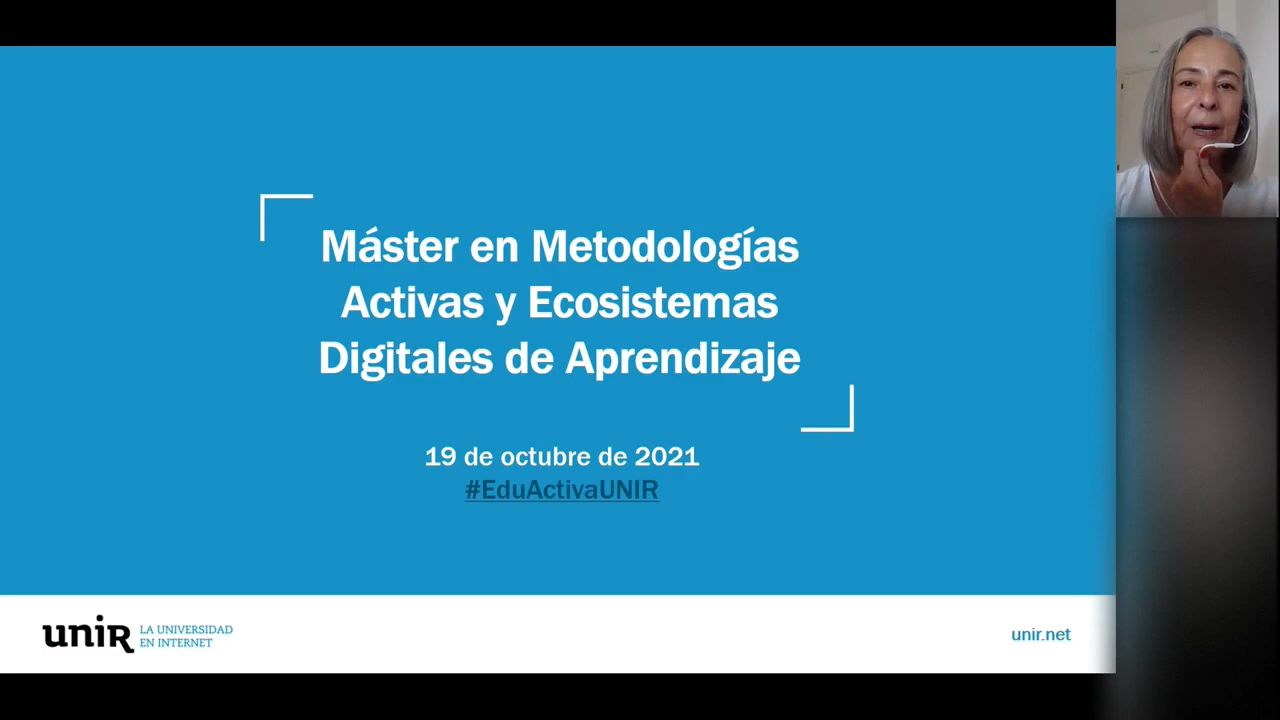 Máster en Metodologías
Activas y Ecosistemas
Digitales de Aprendizaje
19 de octubre de 2021
#EduActivaUNIR
unir LA UNIVERSIDAD
EN INTERNET
unir.net